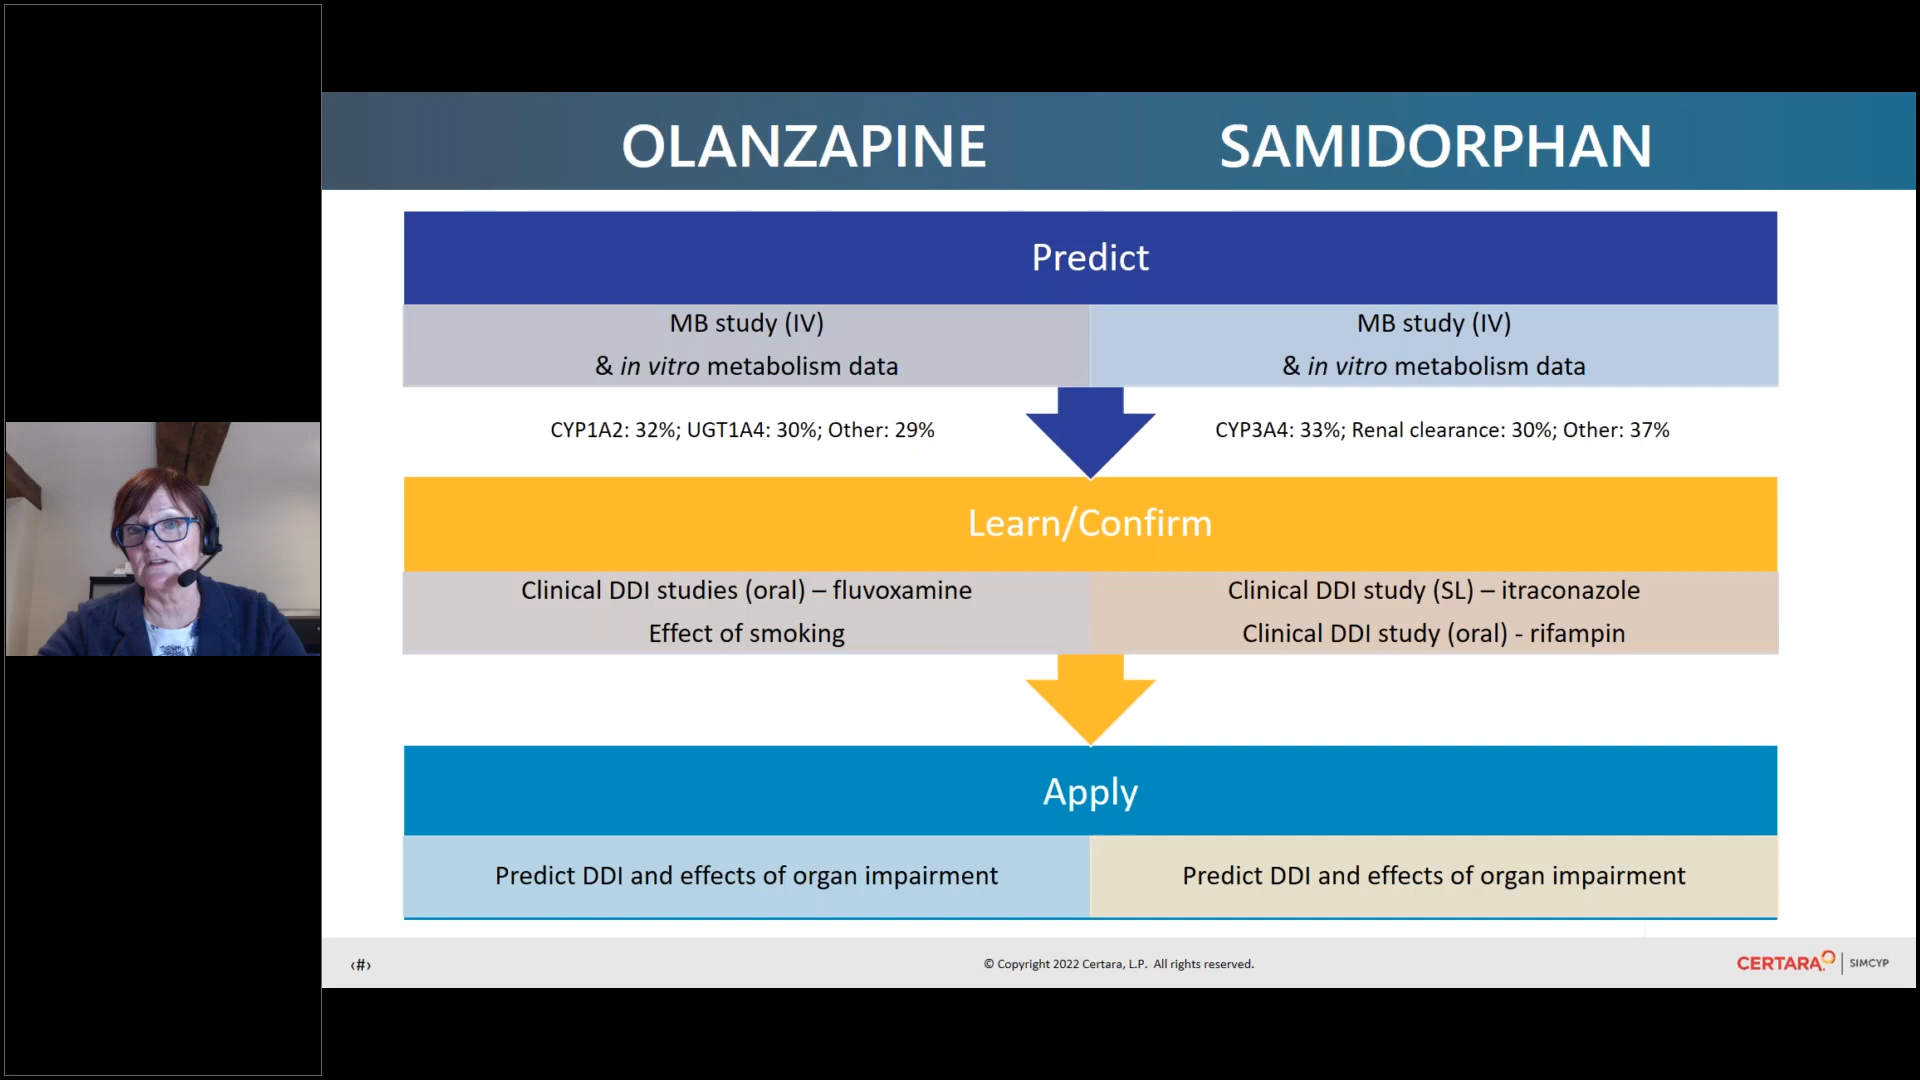 OLANZAPINE
SAMIDORPHAN
Predict
MB study (IV)
& in vitro metabolism data
MB study (IV)
& in vitro metabolism data
CYP1A2: 32%; UGT1A4: 30%; Other: 29%
CYP3A4: 33%; Renal clearance: 30%; Other: 37%
Learn/Confirm
Clinical DDI studies (oral) – fluvoxamine
Effect of smoking
Clinical DDI study (SL) – itraconazole
Clinical DDI study (oral) - rifampin
Apply
Predict DDI and effects of organ impairment
Predict DDI and effects of organ impairment
‹#›
© Copyright 2022 Certara, L.P. All rights reserved.
CERTARA | SIMCYP